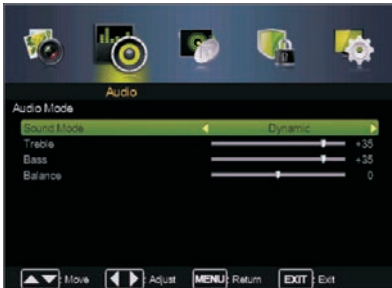 Audio
Audio Mode
Sound Mode Dynamic
Treble +35
Bass +35
Balance 0
: Move : Adjust MENU: Return EXIT: Exit